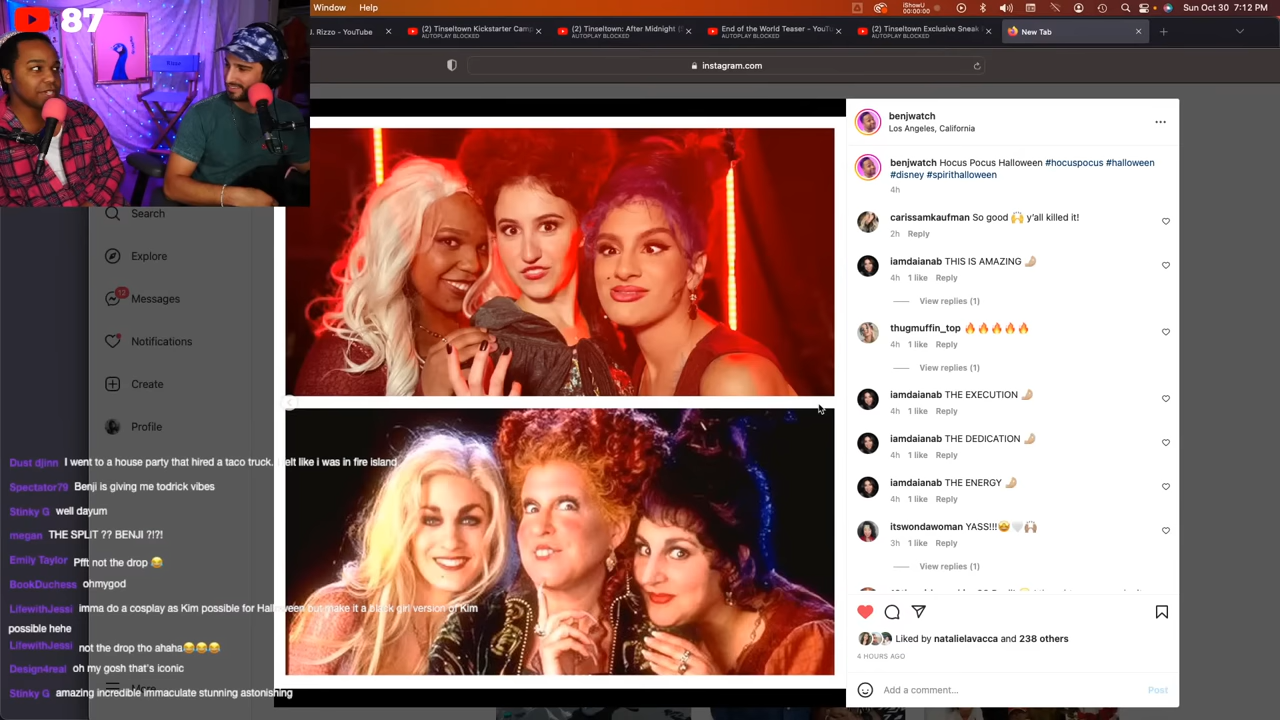 87
Sun Oct 30 7:12 PM
J. Rizzo - YouTube
(2) Tinseltown Kickstarter Cam
AUTOPLAY BLOCKED
(2) Tinseltown: After Midnight (
AUTOPLAY BLOCKED
End of the World Teaser - YouTu
AUTOPLAY BLOCKED
(2) Tinseltown Exclusive Sneak
AUTOPLAY BLOCKED
New Tab
instagram.com
Rizzo
Search
Explore
13
Messages
Notifications
Create
Profile
benjwatch
Los Angeles, California
benjwatch Hocus Pocus Halloween #hocuspocus #halloween
#disney #spirithalloween
4h
carissamkaufman So good 🙌 y'all killed it!
2h Reply
iamdaianab THIS IS AMAZING 🤌🏼
4h 1 like Reply
View replies (1)
thugmuffin_top 🔥🔥🔥🔥🔥
4h 1 like Reply
View replies (1)
iamdaianab THE EXECUTION 🤌🏼
4h 1 like Reply
iamdaianab THE DEDICATION 🤌🏼
4h 1 like Reply
iamdaianab THE ENERGY 🤌🏼
4h 1 like Reply
itswondawoman YASS!!!🤩🤍🙌🏽
3h 1 like Reply
View replies (1)
Liked by natalielavacca and 238 others
4 HOURS AGO
Add a comment...
Post
Dust djinn I went to a house party that hired a taco truck. I felt like i was in fire island
Spectator79 Benji is giving me todrick vibes
Stinky G well dayum
megan THE SPLIT ?? BENJ ?!?!
Emily Taylor Pfft not the drop 😂
BookDuchess ohmygod
LifewithJessi imma do a cosplay as Kim possible for Halloween but make it a black girl version of Kim
possible hehe
LifewithJessi not the drop tho ahaha😂😂😂
Design4real oh my gosh that's iconic
Stinky G amazing incredible immaculate stunning astonishing